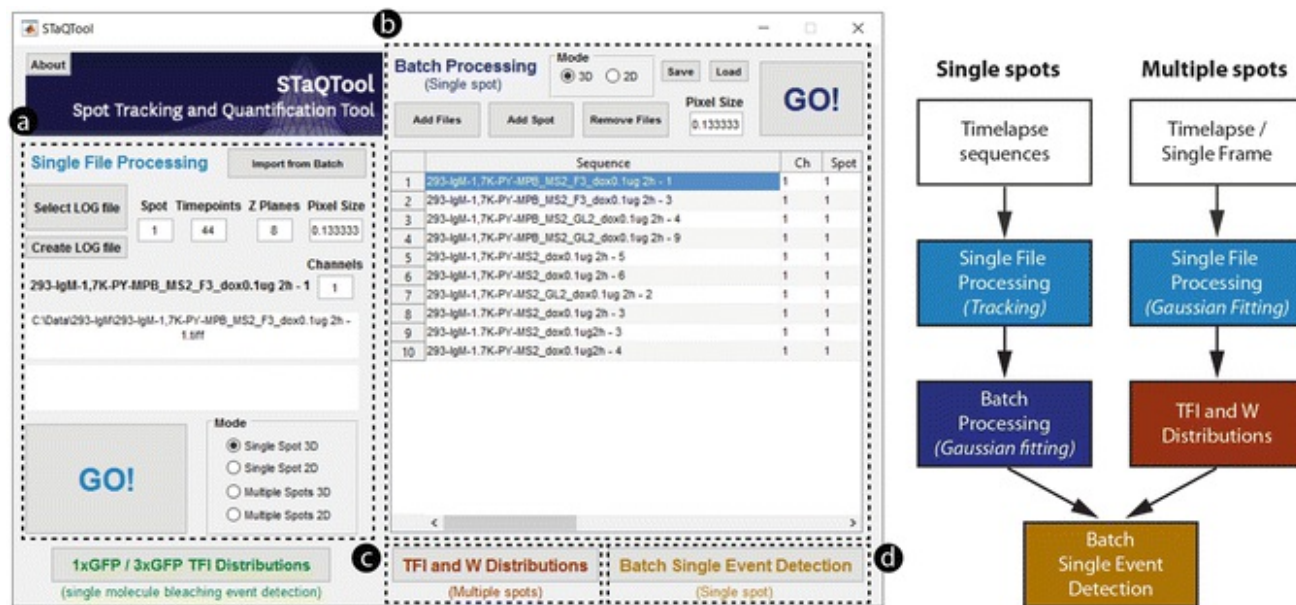 STaQTool
b
About
STaQTool
Spot Tracking and Quantification Tool
a
Single File Processing
Import from Batch
Select LOG file
Spot Timepoints Z Planes Pixel Size
1 44 8 0.133333
Create LOG file
Channels
293-IgM-1,7K-PY-MPB_MS2_F3_dox0.1ug 2h - 1 1
C:\Data\293-IgM\293-IgM-1,7K-PY-MPB_MS2_F3_dox0.1ug 2h -
1.tiff
GO!
Mode
Single Spot 3D
Single Spot 2D
Multiple Spots 3D
Multiple Spots 2D
1xGFP / 3xGFP TFI Distributions
(single molecule bleaching event detection)
Batch Processing
(Single spot)
Mode
3D 2D
Save Load
GO!
Add Files Add Spot Remove Files
Pixel Size
0.133333
Sequence Ch Spot
1 293-IgM-1,7K-PY-MPB_MS2_F3_dox0.1ug 2h - 1 1 1
2 293-IgM-1,7K-PY-MPB_MS2_F3_dox0.1ug 2h - 3 1 1
3 293-IgM-1,7K-PY-MPB_MS2_GL2_dox0.1ug 2h - 4 1 1
4 293-IgM-1,7K-PY-MPB_MS2_GL2_dox0.1ug 2h - 9 1 1
5 293-IgM-1,7K-PY-MS2_dox0.1ug 2h - 5 1 1
6 293-IgM-1,7K-PY-MS2_dox0.1ug 2h - 6 1 1
7 293-IgM-1,7K-PY-MS2_GL2_dox0.1ug 2h - 2 1 1
8 293-IgM-1,7K-PY-MS2_dox0.1ug 2h - 3 1 1
9 293-IgM-1.7K-PY-MS2_dox0.1ug2h - 3 1 1
10 293-IgM-1.7K-PY-MS2_dox0.1ug2h - 4 1 1
c
TFI and W Distributions
(Multiple spots)
Batch Single Event Detection
(Single spot)
d
Single spots
Timelapse
sequences
Single File
Processing
(Tracking)
Batch
Processing
(Gaussian fitting)
Multiple spots
Timelapse /
Single Frame
Single File
Processing
(Gaussian Fitting)
TFI and W
Distributions
Batch
Single Event
Detection